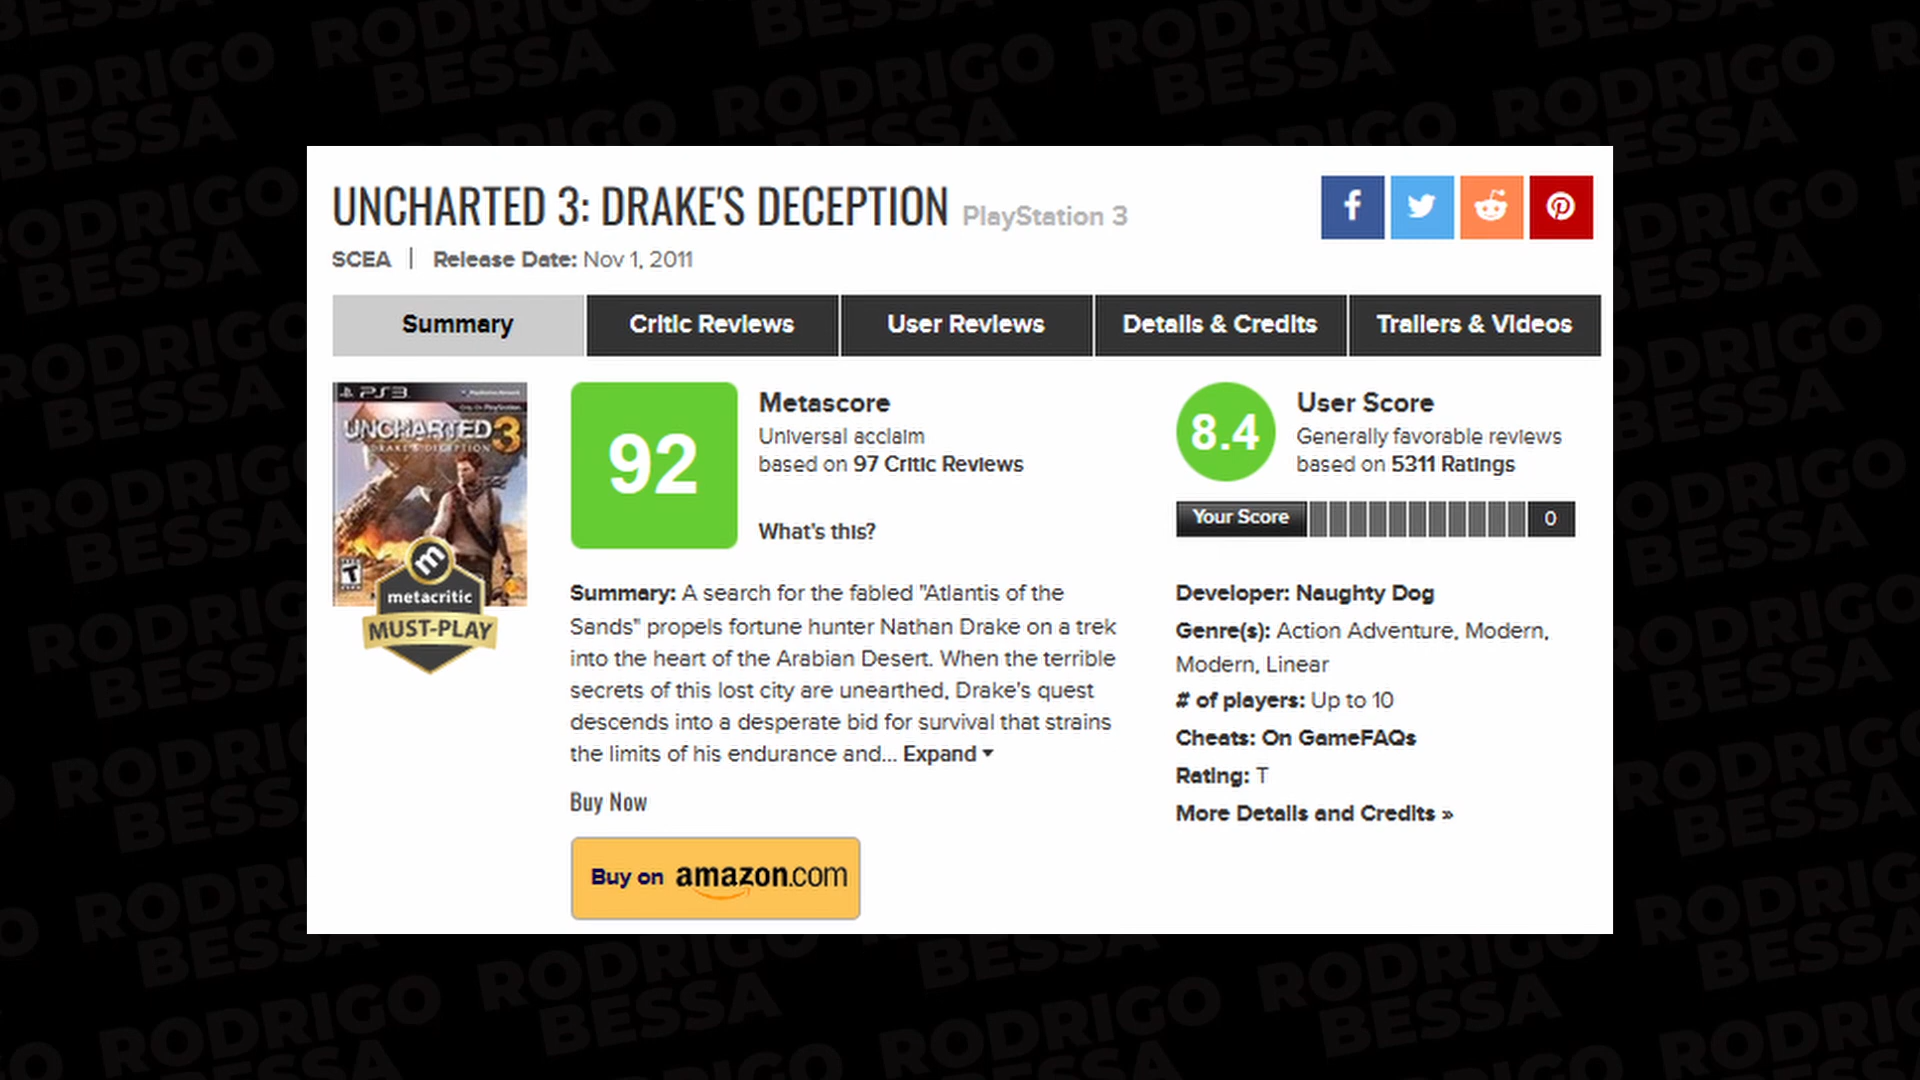 UNCHARTED 3: DRAKE'S DECEPTION PlayStation 3
SCEA | Release Date: Nov 1, 2011
Summary
Critic Reviews
User Reviews
Details & Credits
Trailers & Videos
PS3
UNCHARTED 3
DRAKE'S DECEPTION
T
m
metacritic
MUST-PLAY
92
Metascore
Universal acclaim
based on 97 Critic Reviews
What's this?
8.4
User Score
Generally favorable reviews
based on 5311 Ratings
Your Score
0
Summary: A search for the fabled "Atlantis of the
Sands" propels fortune hunter Nathan Drake on a trek
into the heart of the Arabian Desert. When the terrible
secrets of this lost city are unearthed, Drake's quest
descends into a desperate bid for survival that strains
the limits of his endurance and... Expand
Buy Now
Buy on amazon.com
Developer: Naughty Dog
Genre(s): Action Adventure, Modern,
Modern, Linear
# of players: Up to 10
Cheats: On GameFAQs
Rating: T
More Details and Credits »
RODRIGO
BESSA